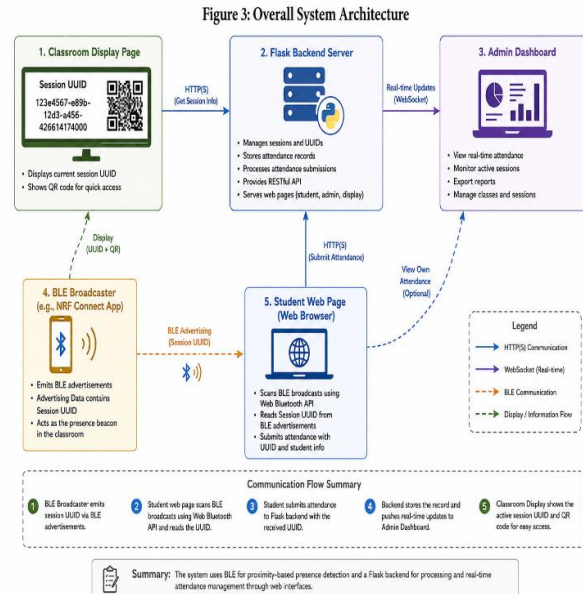 Figure 3: Overall System Architecture
1. Classroom Display Page
Session UUID
123e4567-e89b-
12d3-a456-
426614174000
• Displays current session UUID
• Shows QR code for quick access
HTTP(S)
(Get Session Info)
2. Flask Backend Server
• Manages sessions and UUIDs
• Stores attendance records
• Processes attendance submissions
• Provides RESTful API
• Serves web pages (student, admin, display)
Real-time Updates
(WebSocket)
3. Admin Dashboard
• View real-time attendance
• Monitor active sessions
• Export reports
• Manage classes and sessions
Display
(UUID + QR)
HTTP(S)
(Submit Attendance)
View Own
Attendance
(Optional)
4. BLE Broadcaster
(e.g., NRF Connect App)
• Emits BLE advertisements
• Advertising Data contains
Session UUID
• Acts as the presence beacon
in the classroom
BLE Advertising
(Session UUID)
5. Student Web Page
(Web Browser)
• Scans BLE broadcasts using
Web Bluetooth API
• Reads Session UUID from
BLE advertisements
• Submits attendance with
UUID and student info
Legend
HTTP(S) Communication
WebSocket (Real-time)
BLE Communication
Display / Information Flow
Communication Flow Summary
1 BLE Broadcaster emits
session UUID via BLE
advertisements.
2 Student web page scans BLE
broadcasts using Web Bluetooth
API and reads the UUID.
3 Student submits attendance
to Flask backend with the
received UUID.
4 Backend stores the record and
pushes real-time updates to
Admin Dashboard.
5 Classroom Display shows the
active session UUID and QR
code for easy access.
Summary: The system uses BLE for proximity-based presence detection and a Flask backend for processing and real-time
attendance management through web interfaces.